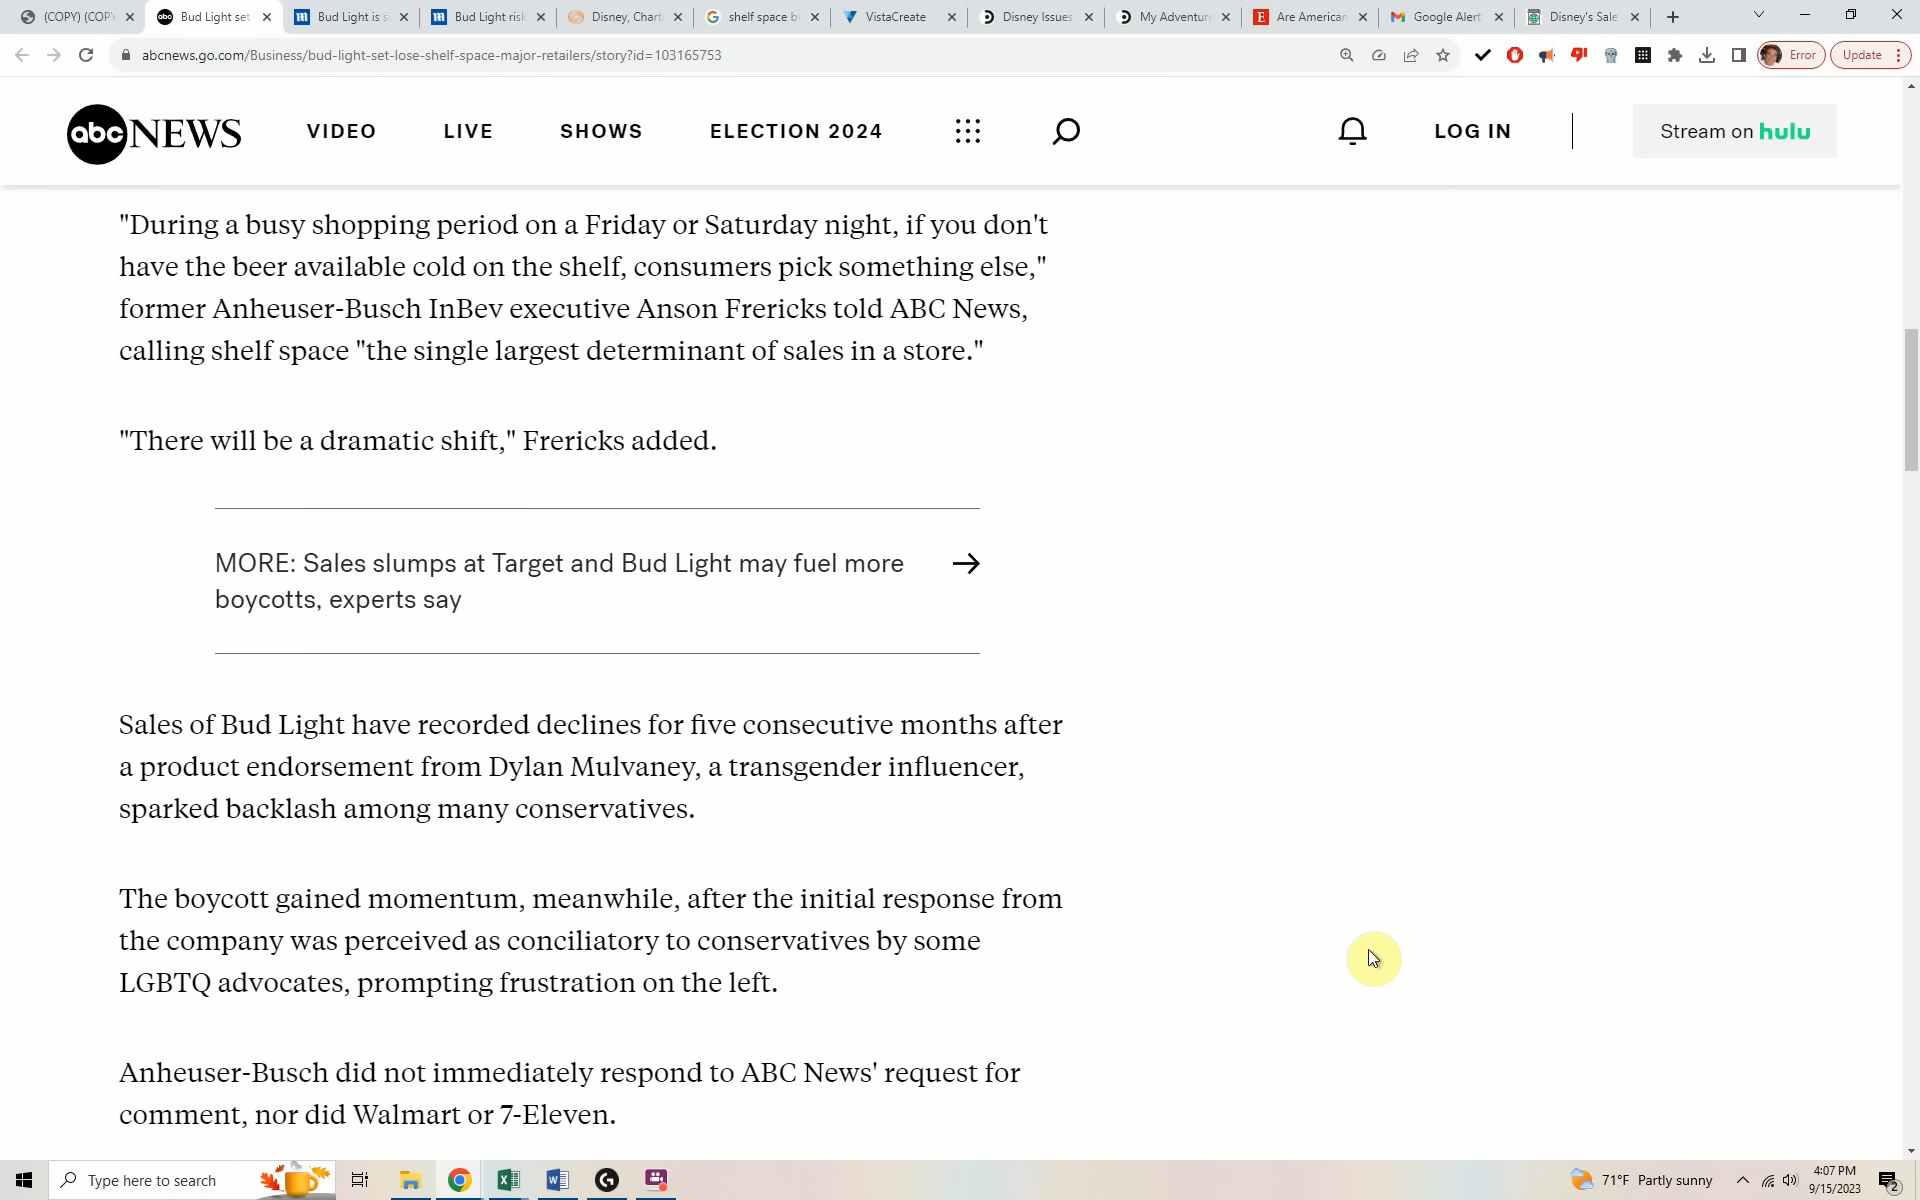 (COPY) (COP
Bud Light set
Bud Light is s
Bud Light risk
Disney, Chart
shelf space b
VistaCreate
Disney Issues
My Adventure
Are American
Google Alert
Disney's Sale
abcnews.go.com/Business/bud-light-set-lose-shelf-space-major-retailers/story?id=103165753
Error
Update
abc NEWS
VIDEO
LIVE
SHOWS
ELECTION 2024
LOG IN
Stream on hulu
"During a busy shopping period on a Friday or Saturday night, if you don't
have the beer available cold on the shelf, consumers pick something else,"
former Anheuser-Busch InBev executive Anson Frericks told ABC News,
calling shelf space "the single largest determinant of sales in a store."
"There will be a dramatic shift," Frericks added.
MORE: Sales slumps at Target and Bud Light may fuel more
boycotts, experts say
Sales of Bud Light have recorded declines for five consecutive months after
a product endorsement from Dylan Mulvaney, a transgender influencer,
sparked backlash among many conservatives.
The boycott gained momentum, meanwhile, after the initial response from
the company was perceived as conciliatory to conservatives by some
LGBTQ advocates, prompting frustration on the left.
Anheuser-Busch did not immediately respond to ABC News' request for
comment, nor did Walmart or 7-Eleven.
Type here to search
71°F Partly sunny
4:07 PM
9/15/2023
2